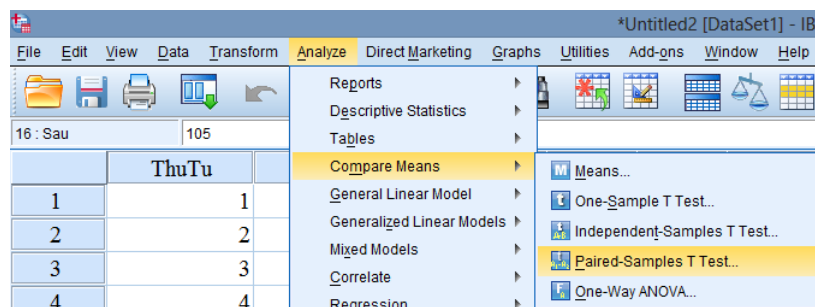 *Untitled2 [DataSet1] - IB
File Edit View Data Transform Analyze Direct Marketing Graphs Utilities Add-ons Window Help
Reports
Descriptive Statistics
16 : Sau 105
Tables
ThuTu
Compare Means
M Means...
1 1
General Linear Model
t One-Sample T Test...
2 2
Generalized Linear Models
Independent-Samples T Test...
Mixed Models
3 3
Paired-Samples T Test...
Correlate
4 4
Regression
One-Way ANOVA...